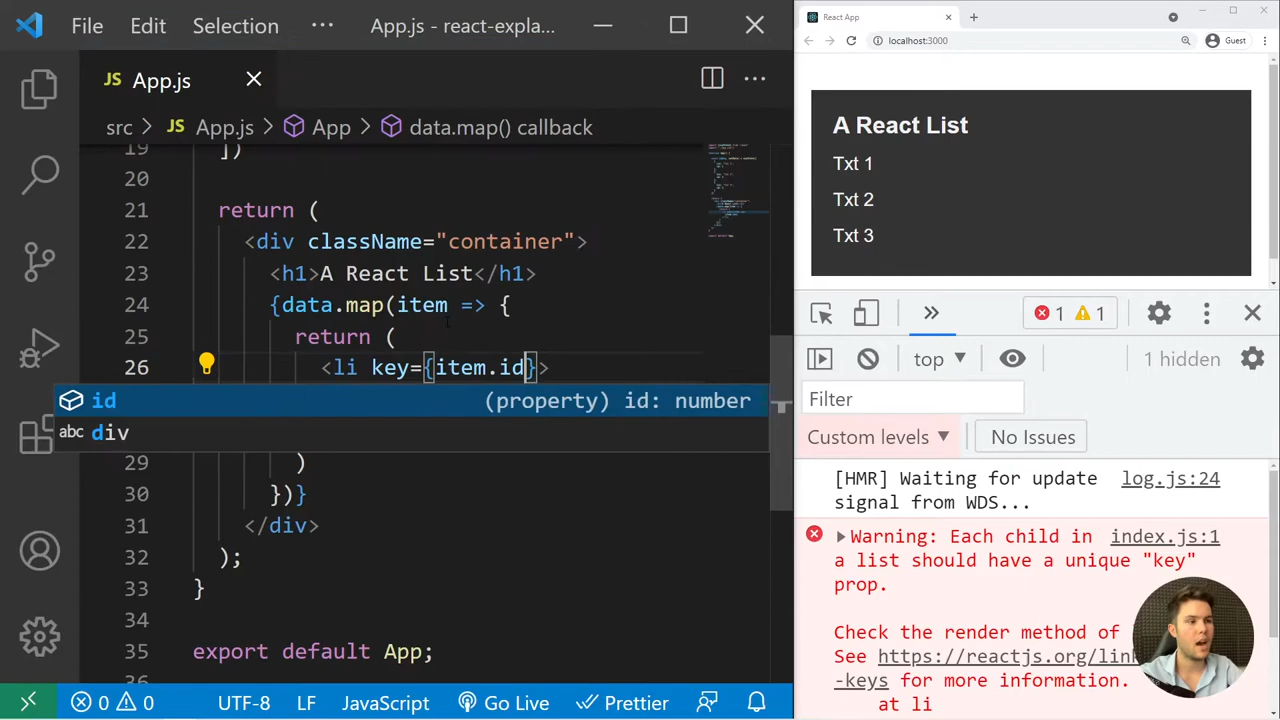 File Edit Selection ··· App.js - react-expla...
JS App.js
src > JS App.js > App > data.map() callback
19 ])
20
21 return (
22 <div className="container">
23 <h1>A React List</h1>
24 {data.map(item => {
25 return (
26 <li key={item.id}>
id (property) id: number
abc div
29 )
30 })}
31 </div>
32 );
33 }
34
35 export default App;
0 0 UTF-8 LF JavaScript Go Live Prettier
React App
localhost:3000 Guest
A React List
Txt 1
Txt 2
Txt 3
1 1
top 1 hidden
Filter
Custom levels No Issues
[HMR] Waiting for update log.js:24
signal from WDS...
Warning: Each child in index.js:1
a list should have a unique "key"
prop.
Check the render method of
See https://reactjs.org/link
-keys for more information.
at li